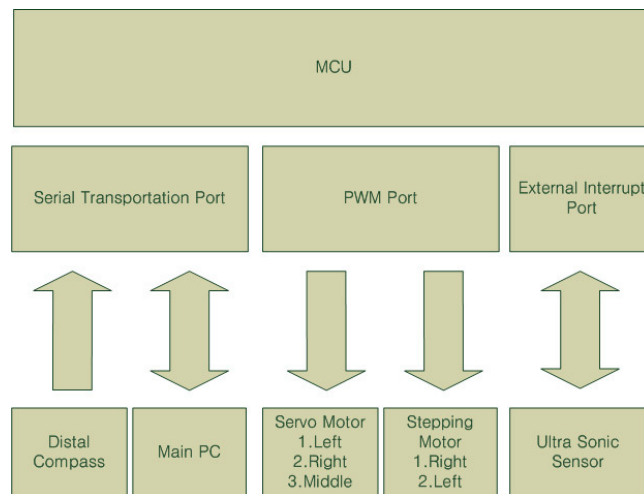 MCU
Serial Transportation Port
PWM Port
External Interrupt
Port
Distal
Compass
Main PC
Servo Motor
1.Left
2.Right
3.Middle
Stepping
Motor
1.Right
2.Left
Ultra Sonic
Sensor